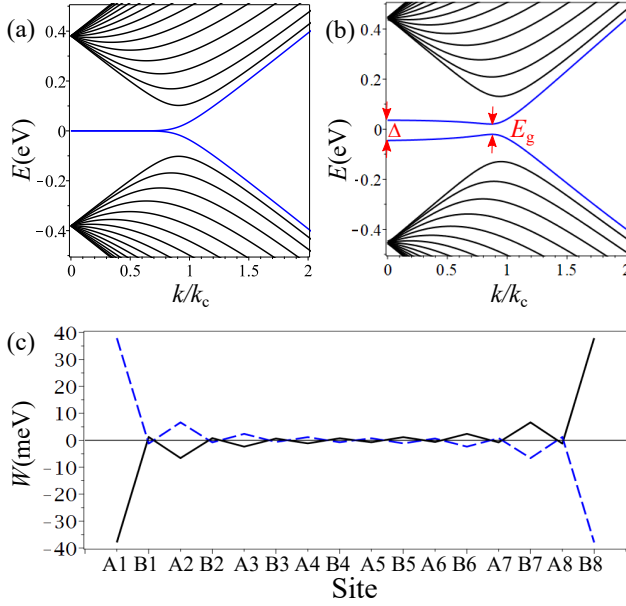 (a)
E(eV)
0.4
0.2
0
-0.2
-0.4
0 0.5 1 1.5 2
k/kc
(b)
E(eV)
0.4
0.2
0
-0.2
-0.4
Δ
Eg
0 0.5 1 1.5 2
k/kc
(c)
W(meV)
40
30
20
10
0
-10
-20
-30
-40
A1 B1 A2 B2 A3 B3 A4 B4 A5 B5 A6 B6 A7 B7 A8 B8
Site